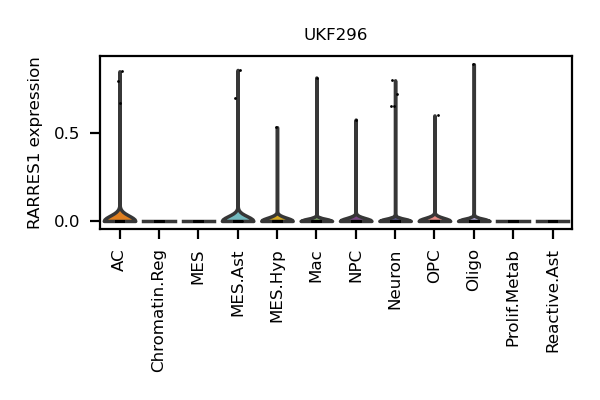 UKF296
RARRES1 expression
0.5
0.0
AC
Chromatin.Reg
MES
MES.Ast
MES.Hyp
Mac
NPC
Neuron
OPC
Oligo
Prolif.Metab
Reactive.Ast